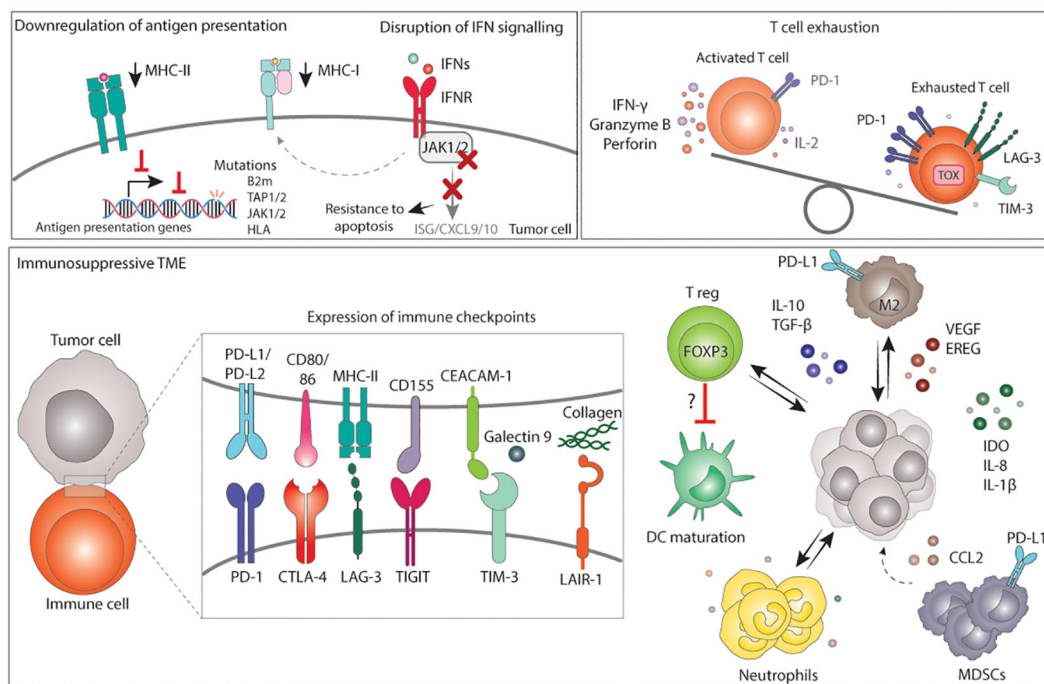 Downregulation of antigen presentation
Disruption of IFN signalling
MHC-II
MHC-I
IFNs
IFNR
JAK1/2
Mutations
B2m
TAP1/2
JAK1/2
HLA
Antigen presentation genes
Resistance to
apoptosis
ISG/CXCL9/10
Tumor cell
T cell exhaustion
Activated T cell
PD-1
IFN-γ
Granzyme B
Perforin
IL-2
Exhausted T cell
PD-1
LAG-3
TOX
TIM-3
Immunosuppressive TME
Tumor cell
Immune cell
Expression of immune checkpoints
PD-L1/
PD-L2
CD80/
86
MHC-II
CD155
CEACAM-1
Galectin 9
Collagen
PD-1
CTLA-4
LAG-3
TIGIT
TIM-3
LAIR-1
T reg
FOXP3
?
DC maturation
IL-10
TGF-β
PD-L1
M2
VEGF
EREG
IDO
IL-8
IL-1β
CCL2
PD-L1
Neutrophils
MDSCs